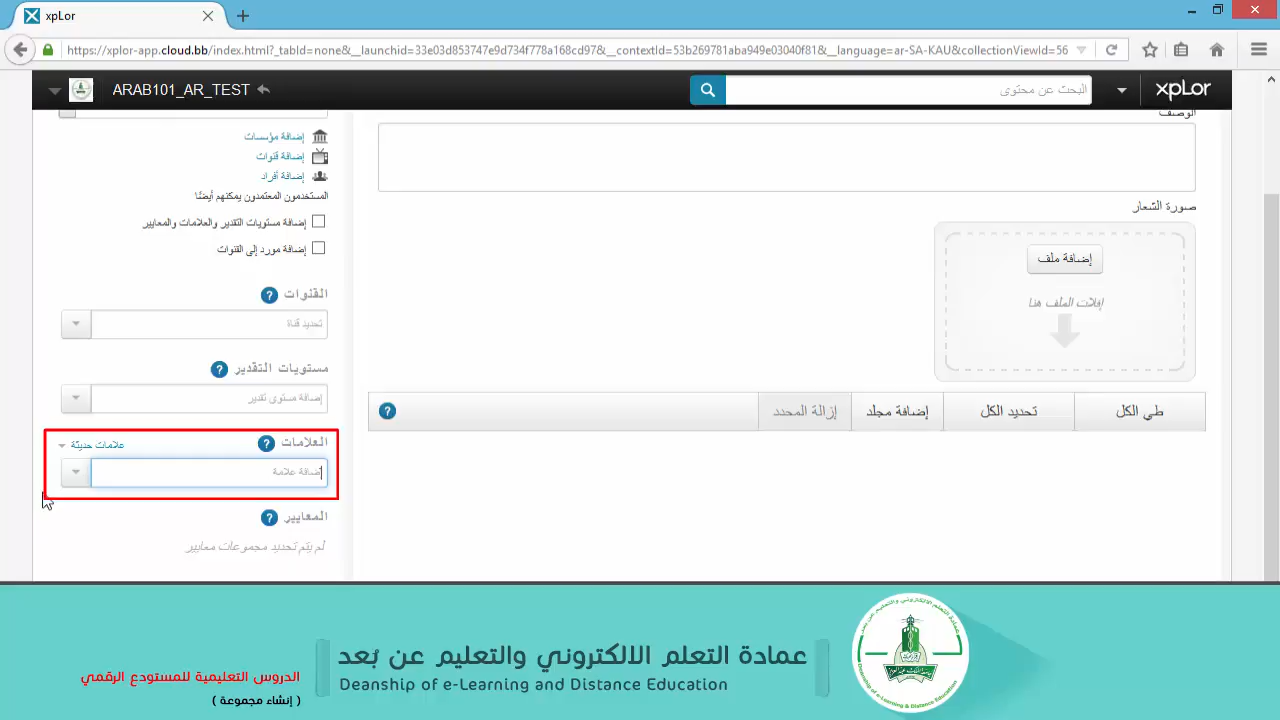 xpLor
https://xplor-app.cloud.bb/index.html?_tabId=none&__launchid=33e03d853747e9d734f778a168cd97&__contextId=53b269781aba949e03040f81&__language=ar-SA-KAU&collectionViewId=56
ARAB101_AR_TEST
البحث عن محتوى
xpLor
الوصف
صورة الشعار
إضافة ملف
إفلات الملف هنا
طي الكل
تحديد الكل
إضافة مجلد
إزالة المحدد
?
إضافة مؤسسات
إضافة قنوات
إضافة أفراد
المستخدمون المعتمدون يمكنهم أيضًا
إضافة مستويات التقدير والعلامات والمعايير
إضافة مورد إلى القنوات
القنوات ?
تحديد قناة
مستويات التقدير ?
إضافة مستوى تقدير
العلامات ? علامات حديثة
إضافة علامة
المعايير ?
لم يتم تحديد مجموعات معايير
عمادة التعلم الالكتروني والتعليم عن بُعد
Deanship of e-Learning and Distance Education
الدروس التعليمية للمستودع الرقمي
( إنشاء مجموعة )